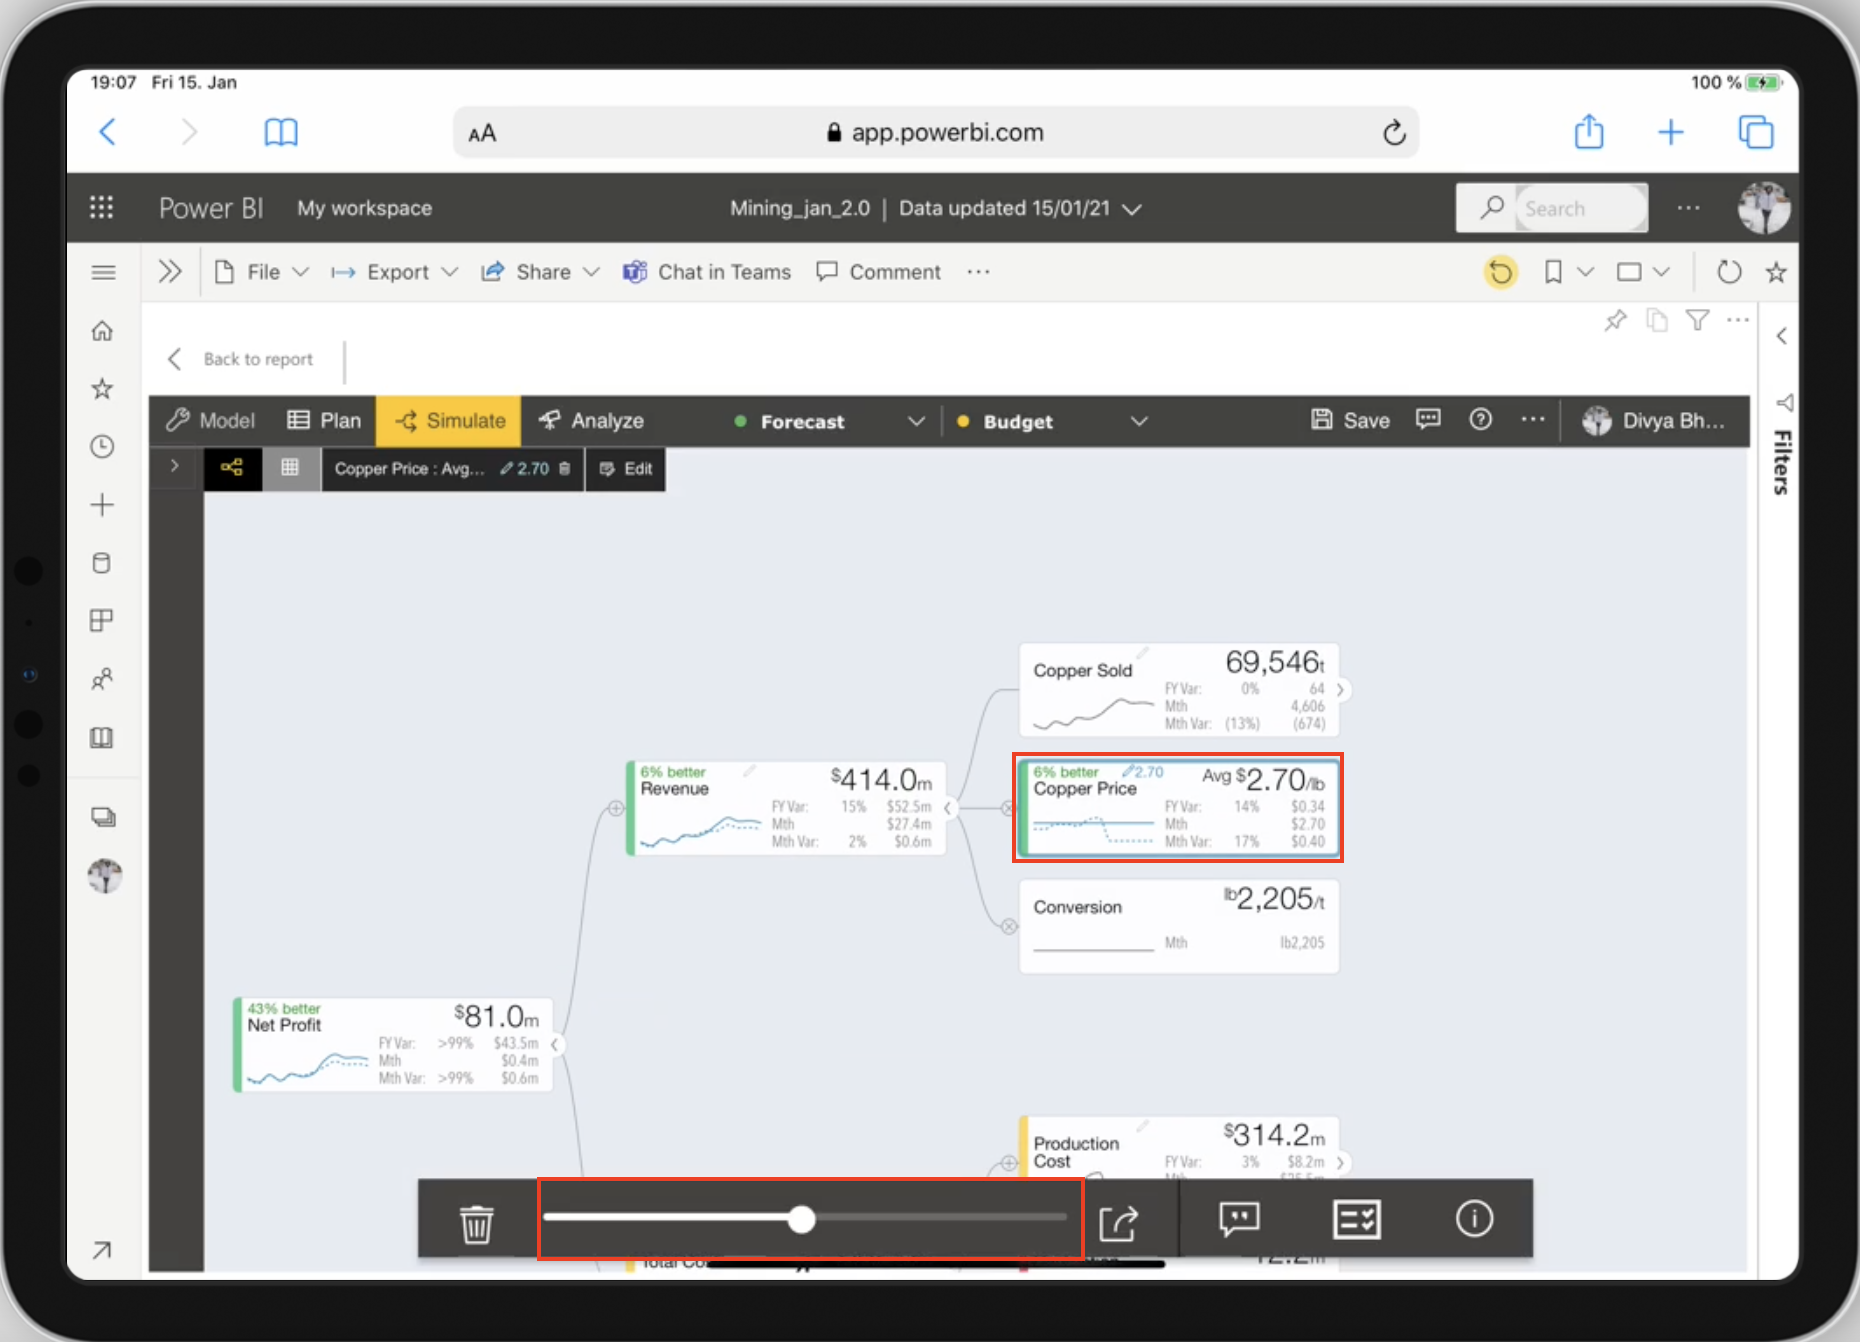 19:07 Fri 15. Jan
100 %
AA
app.powerbi.com
Power BI My workspace
Mining_jan_2.0 | Data updated 15/01/21
Search
File Export Share Chat in Teams Comment
Back to report
Filters
Model Plan Simulate Analyze Forecast Budget Save Divya Bh...
Copper Price : Avg... 2.70 Edit
Copper Sold 69,546t
FY Var: 0% 64
Mth 4,606
Mth Var: (13%) (674)
6% better
Revenue $414.0m
FY Var: 15% $52.5m
Mth $27.4m
Mth Var: 2% $0.6m
6% better 2.70
Copper Price Avg $2.70/lb
FY Var: 14% $0.34
Mth $2.70
Mth Var: 17% $0.40
Conversion lb2,205/t
Mth lb2,205
43% better
Net Profit $81.0m
FY Var: >99% $43.5m
Mth $0.4m
Mth Var: >99% $0.6m
Production
Cost $314.2m
FY Var: 3% $8.2m